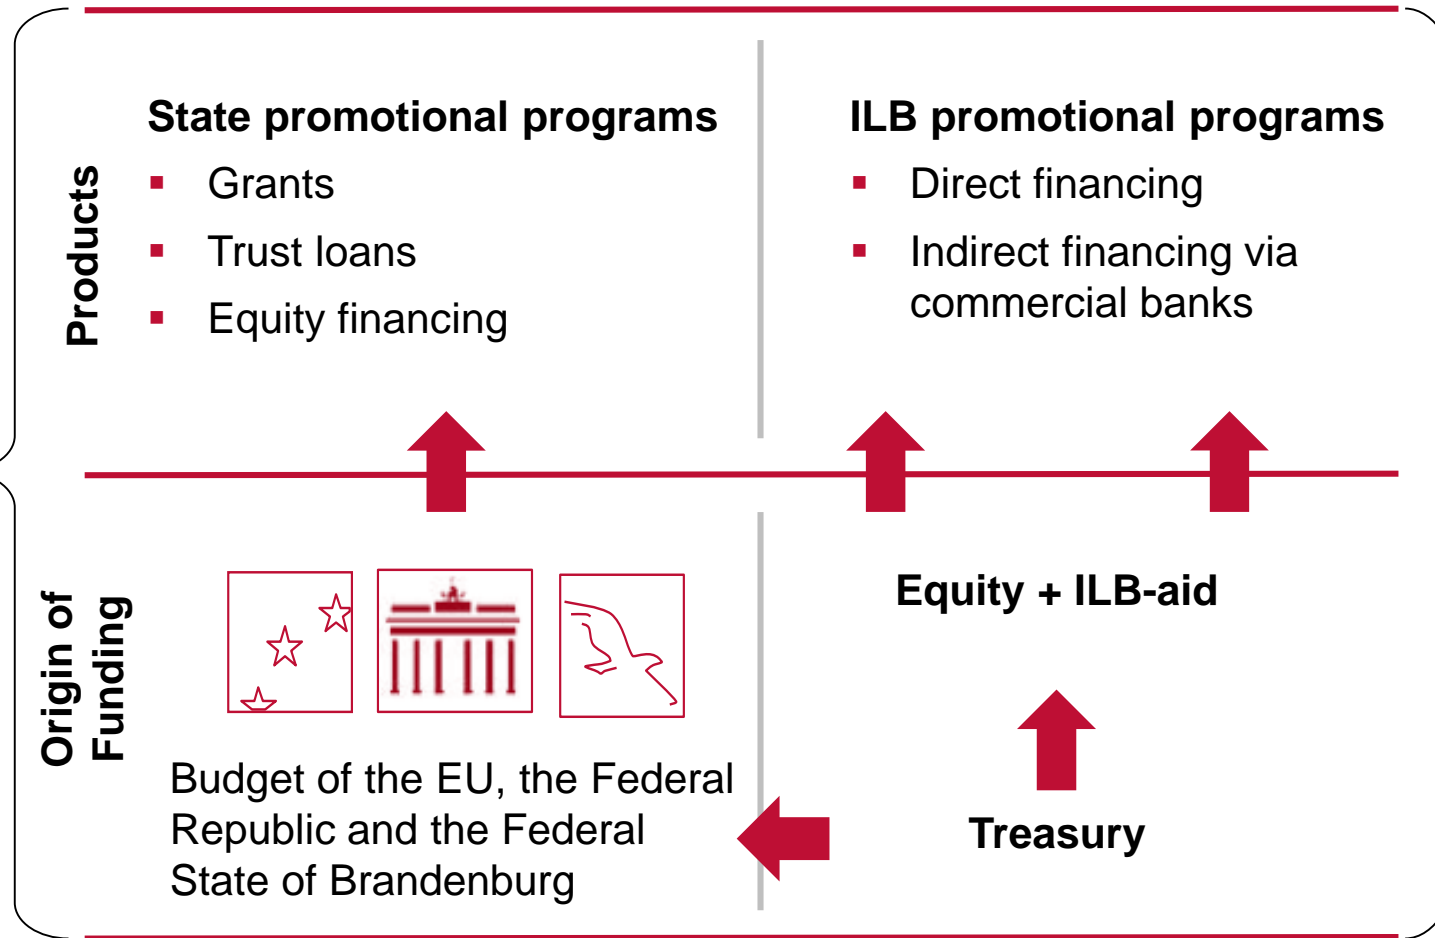 Products
State promotional programs
▪ Grants
▪ Trust loans
▪ Equity financing
ILB promotional programs
▪ Direct financing
▪ Indirect financing via
commercial banks
Origin of
Funding
Budget of the EU, the Federal
Republic and the Federal
State of Brandenburg
Equity + ILB-aid
Treasury